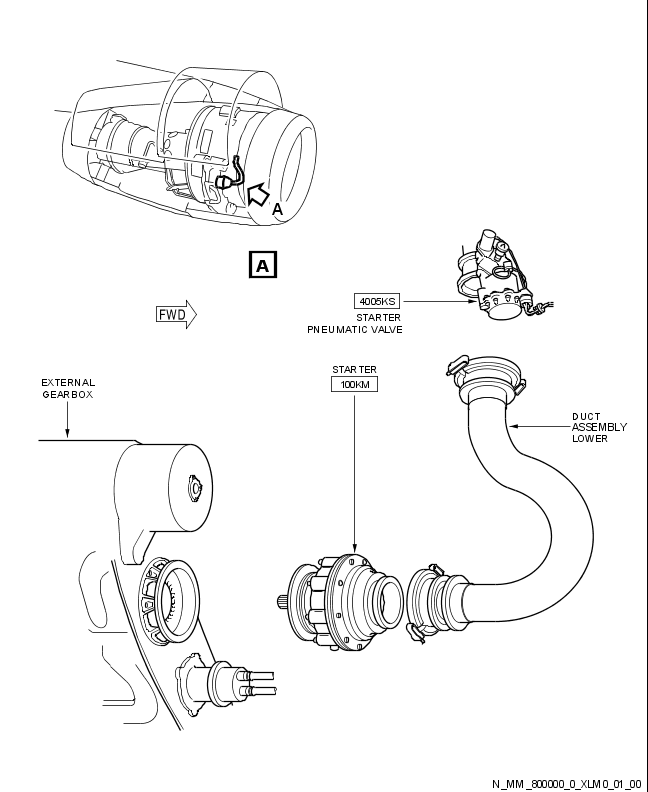 A
A
FWD
4005KS
STARTER
PNEUMATIC VALVE
STARTER
100KM
EXTERNAL
GEARBOX
DUCT
ASSEMBLY
LOWER
N_MM_800000_0_XLM0_01_00